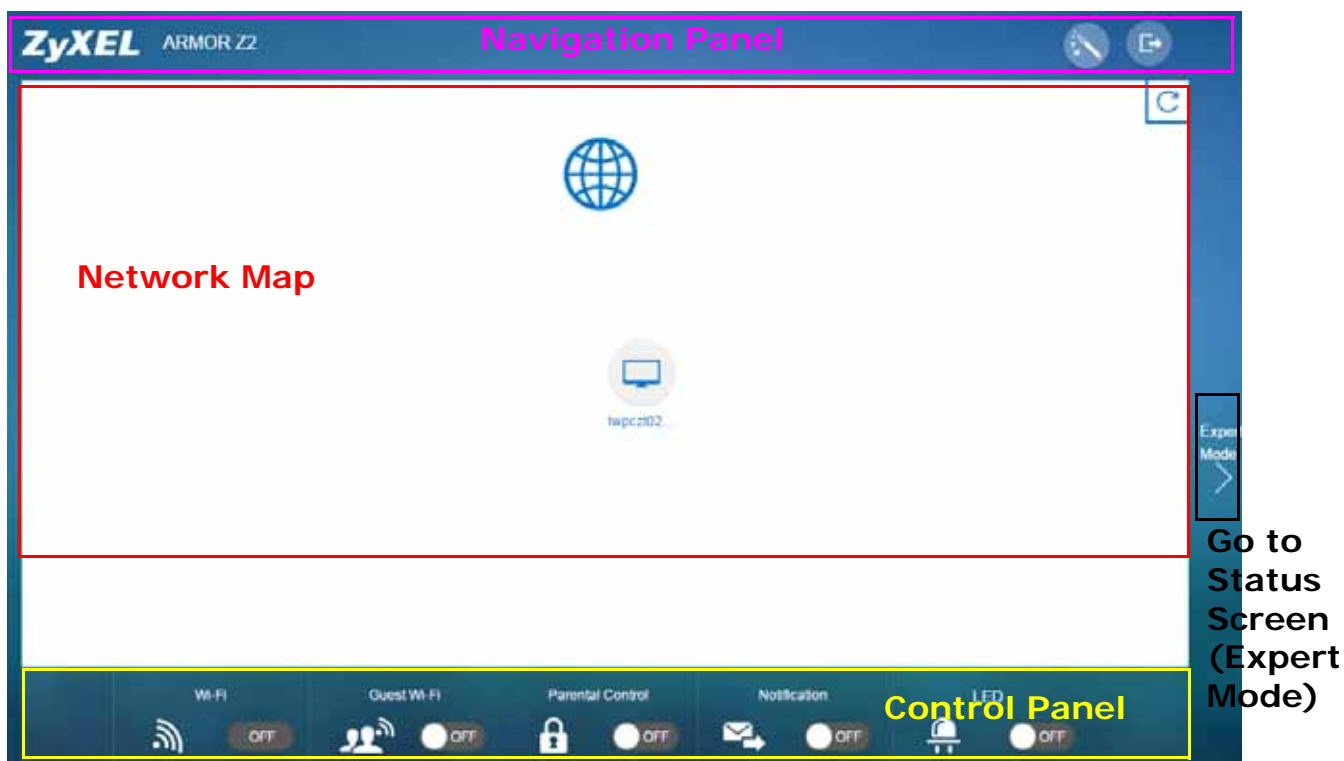 ZyXEL ARMOR Z2
Navigation Panel
Network Map
twpczt02...
Expert
Mode
Go to
Status
Screen
(Expert
Mode)
Wi-Fi
Guest Wi-Fi
Parental Control
Notification
LED
Control Panel
OFF
OFF
OFF
OFF
OFF